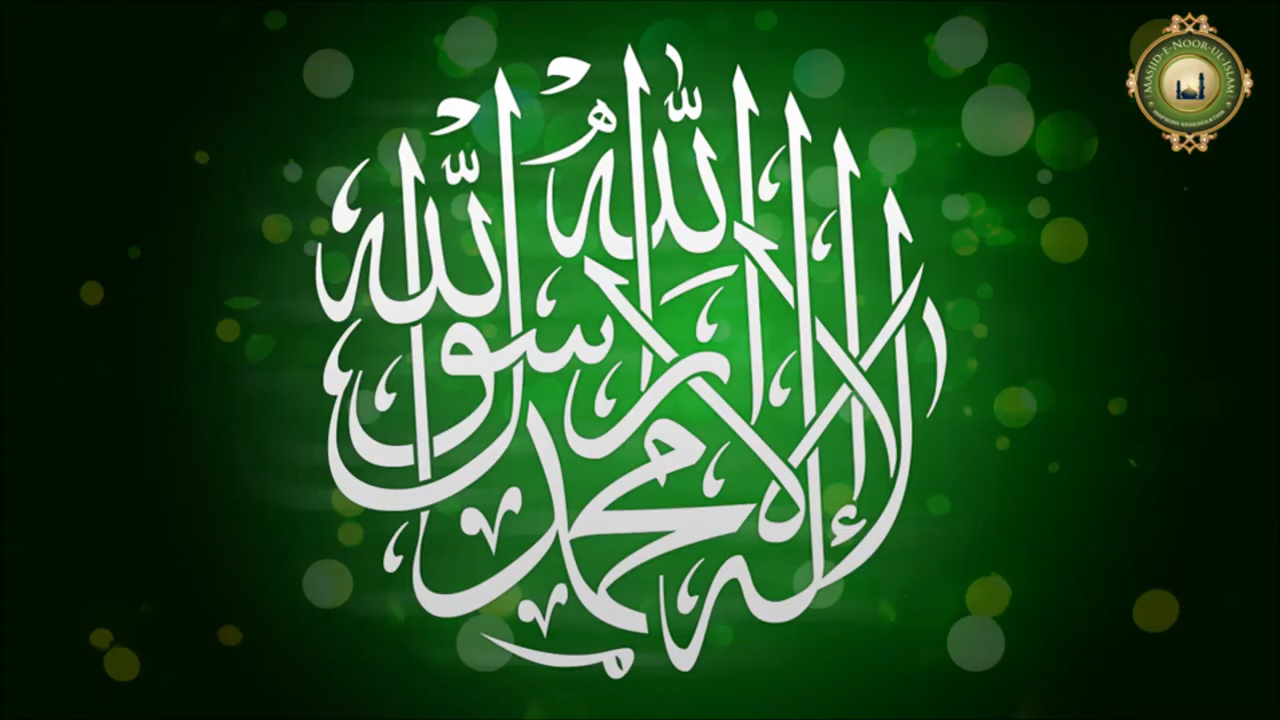 لا إله إلا الله محمد رسول الله
MASJID-E-NOOR-UL-ISLAM